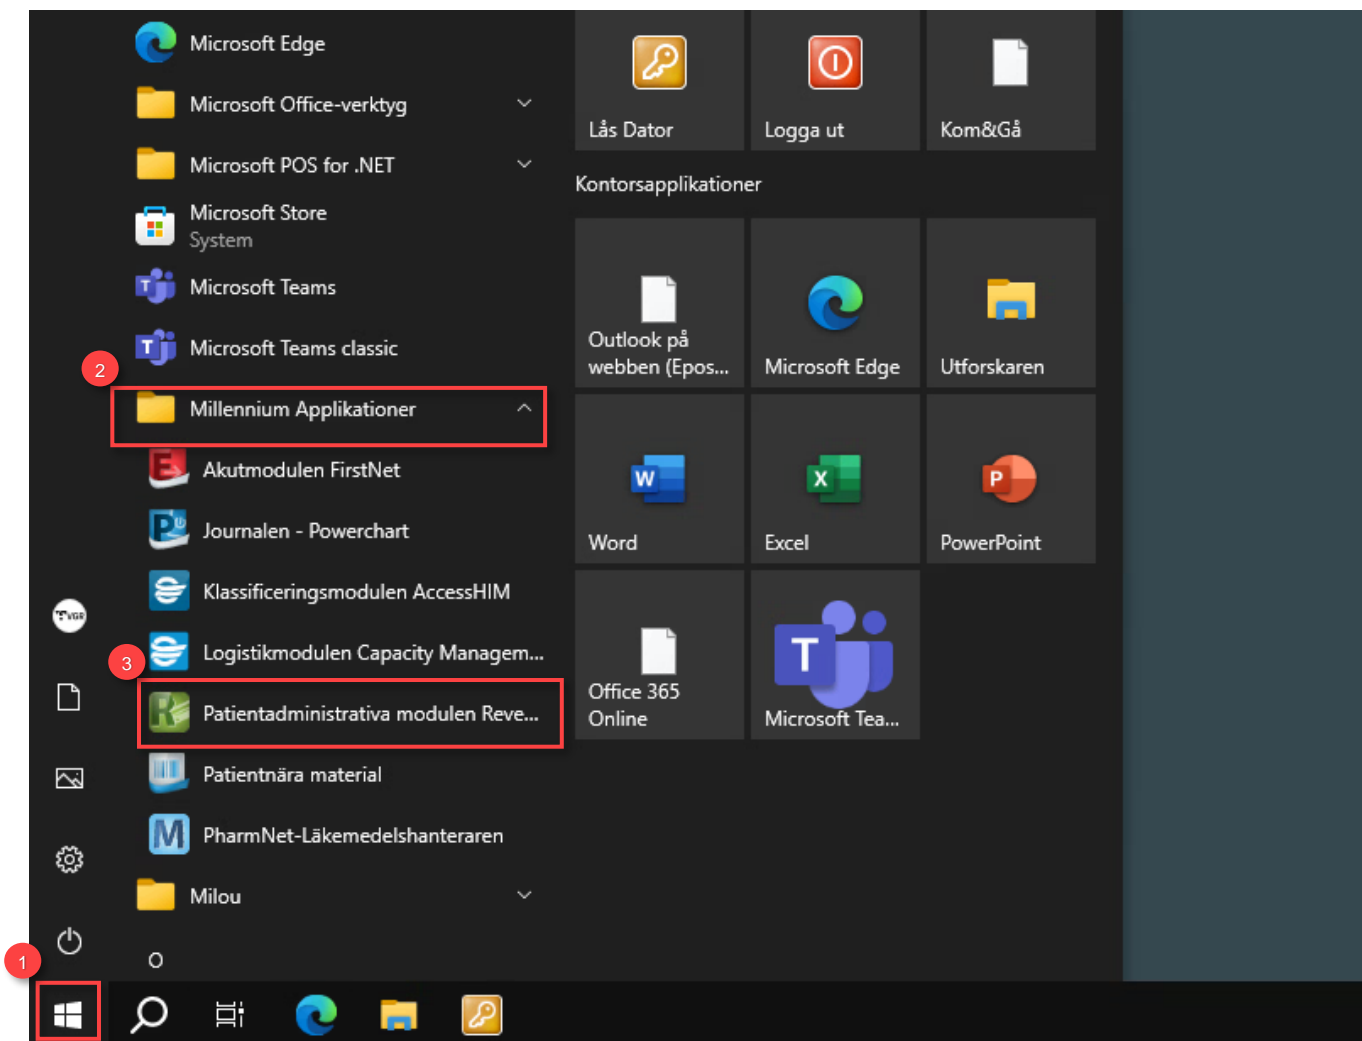 Microsoft Edge
Microsoft Office-verktyg
Microsoft POS for .NET
Microsoft Store
System
Microsoft Teams
Microsoft Teams classic
2
Millennium Applikationer
Akutmodulen FirstNet
Journalen - Powerchart
Klassificeringsmodulen AccessHIM
Logistikmodulen Capacity Managem...
3
Patientadministrativa modulen Reve...
Patientnära material
PharmNet-Läkemedelshanteraren
Milou
O
VGR
1
Lås Dator
Logga ut
Kom&Gå
Kontorsapplikationer
Outlook på
webben (Epos...
Microsoft Edge
Utforskaren
Word
Excel
PowerPoint
Office 365
Online
Microsoft Tea...